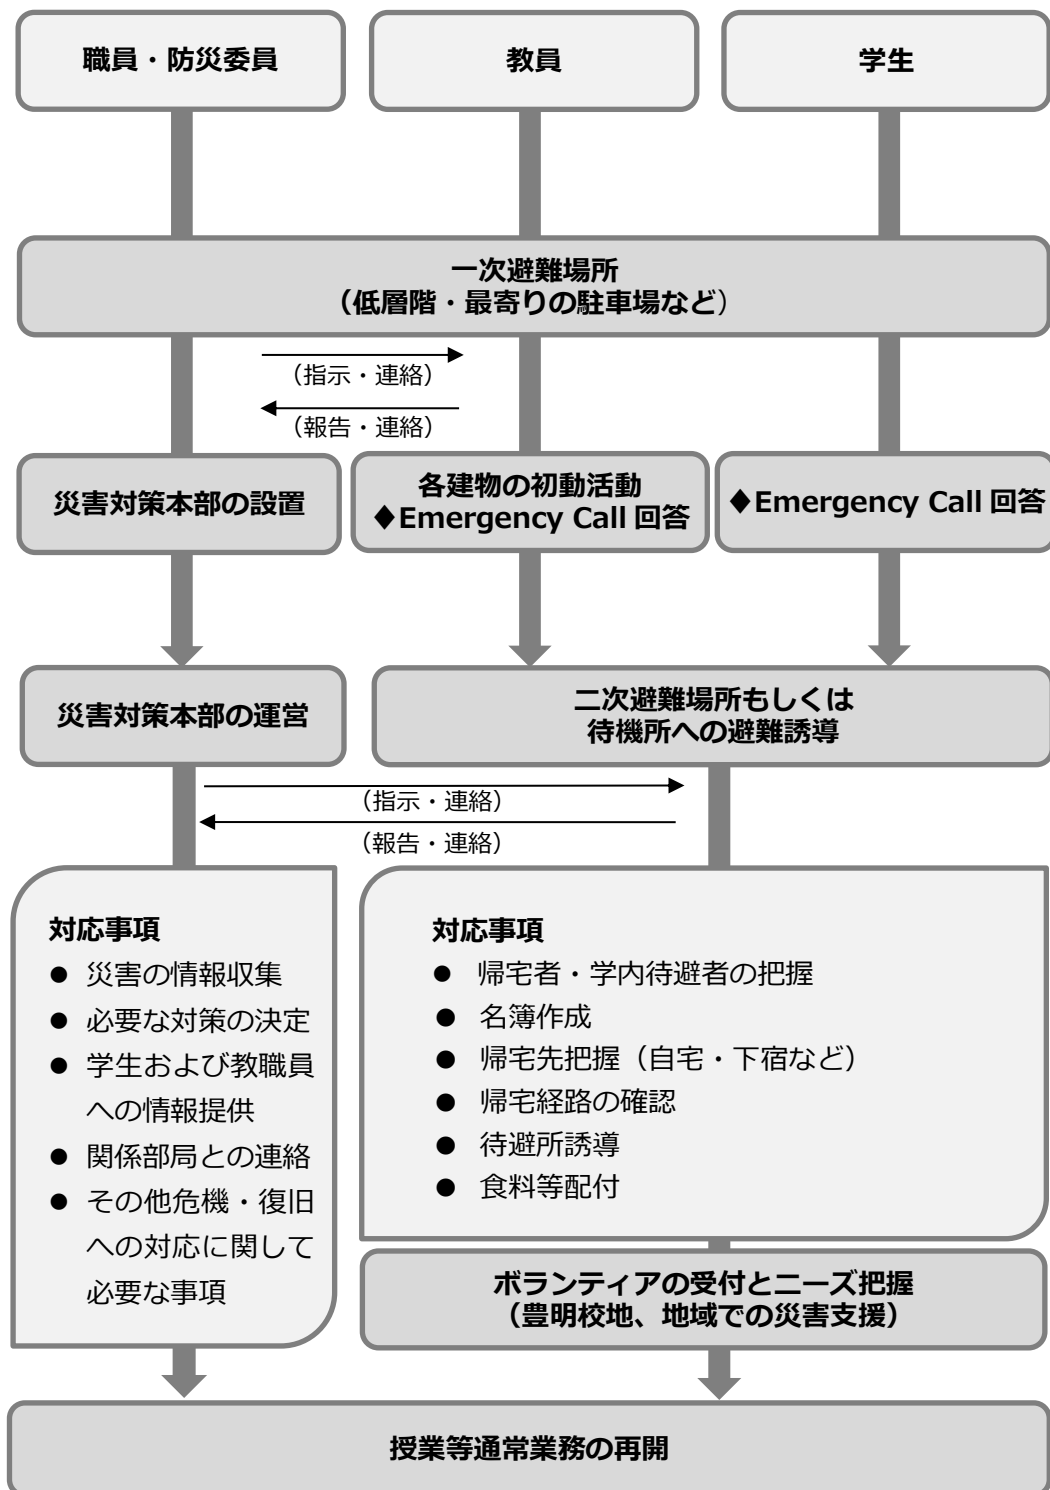 職員・防災委員
教員
学生
一次避難場所
（低層階・最寄りの駐車場など）
（指示・連絡）
（報告・連絡）
災害対策本部の設置
各建物の初動活動
♦Emergency Call 回答
♦Emergency Call 回答
災害対策本部の運営
二次避難場所もしくは
待機所への避難誘導
（指示・連絡）
（報告・連絡）
対応事項
● 災害の情報収集
● 必要な対策の決定
● 学生および教職員
への情報提供
● 関係部局との連絡
● その他危機・復旧
への対応に関して
必要な事項
対応事項
● 帰宅者・学内待避者の把握
● 名簿作成
● 帰宅先把握（自宅・下宿など）
● 帰宅経路の確認
● 待避所誘導
● 食料等配付
ボランティアの受付とニーズ把握
（豊明校地、地域での災害支援）
授業等通常業務の再開